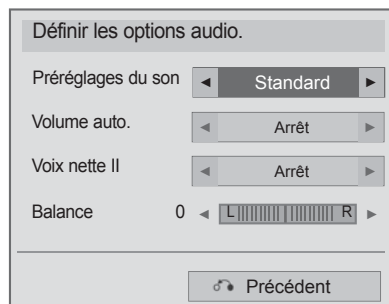 Définir les options audio.
Préréglages du son ◄ Standard ►
Volume auto. ◄ Arrêt ►
Voix nette II ◄ Arrêt ►
Balance 0 ◄ L R ►
Précédent